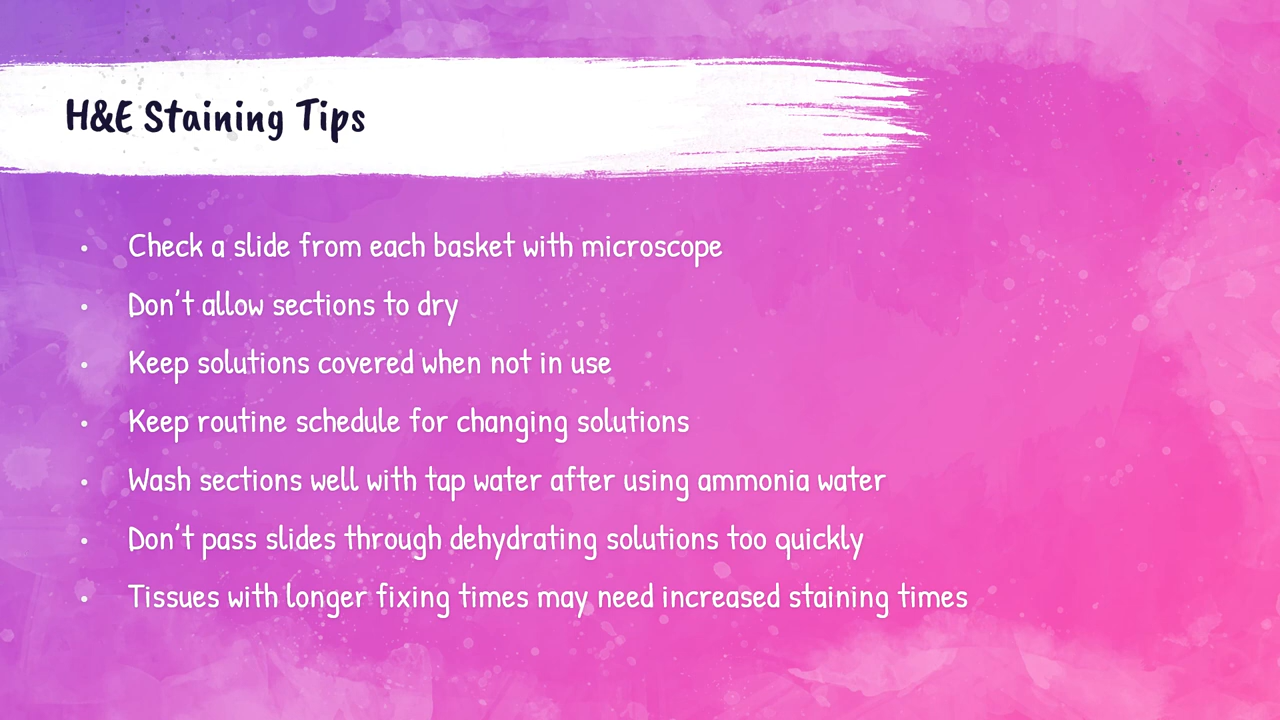 H&E Staining Tips
• Check a slide from each basket with microscope
• Don't allow sections to dry
• Keep solutions covered when not in use
• Keep routine schedule for changing solutions
• Wash sections well with tap water after using ammonia water
• Don't pass slides through dehydrating solutions too quickly
• Tissues with longer fixing times may need increased staining times